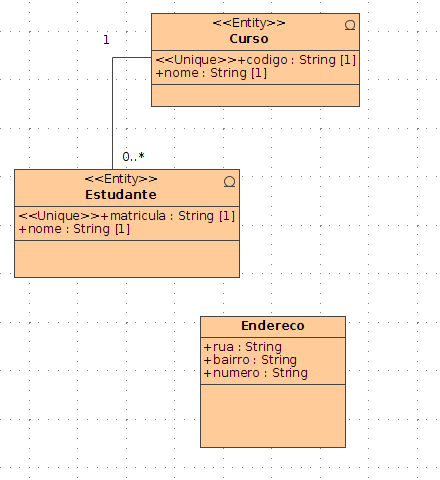 <<Entity>>
Curso
1
<<Unique>>+codigo : String [1]
+nome : String [1]
0..*
<<Entity>>
Estudante
<<Unique>>+matricula : String [1]
+nome : String [1]
Endereco
+rua : String
+bairro : String
+numero : String